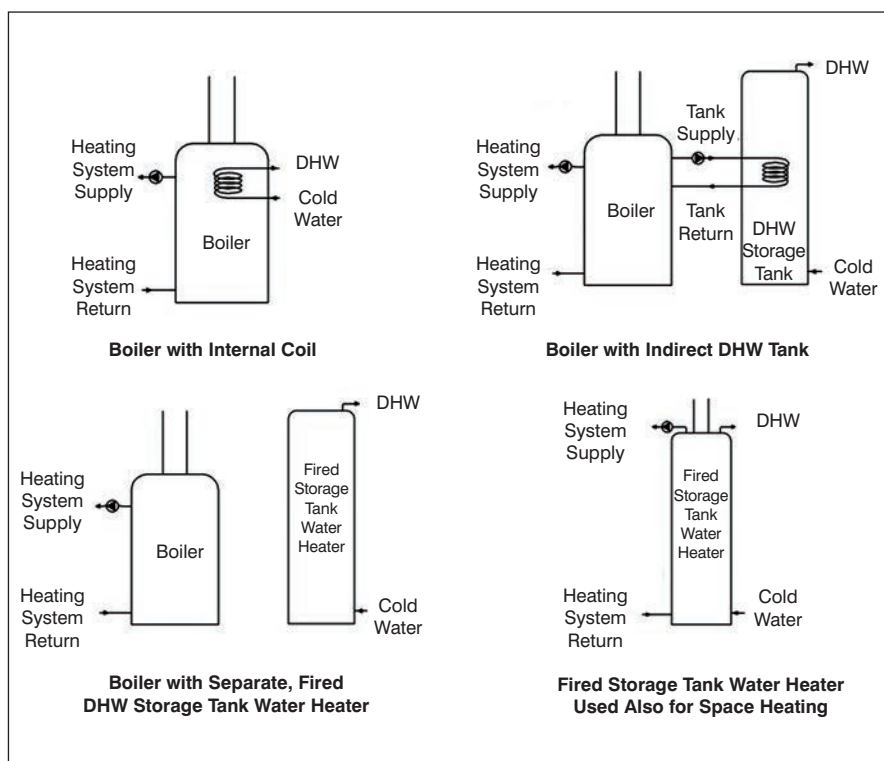 Heating
System
Supply
DHW
Cold
Water
Boiler
Heating
System
Return
Boiler with Internal Coil
DHW
Tank
Supply
Heating
System
Supply
Boiler
Tank
Return
DHW
Storage
Tank
Heating
System
Return
Cold
Water
Boiler with Indirect DHW Tank
DHW
Heating
System
Supply
Boiler
Fired
Storage
Tank
Water
Heater
Heating
System
Return
Cold
Water
Boiler with Separate, Fired
DHW Storage Tank Water Heater
Heating
System
Supply
DHW
Fired
Storage
Tank
Water
Heater
Heating
System
Return
Cold
Water
Fired Storage Tank Water Heater
Used Also for Space Heating